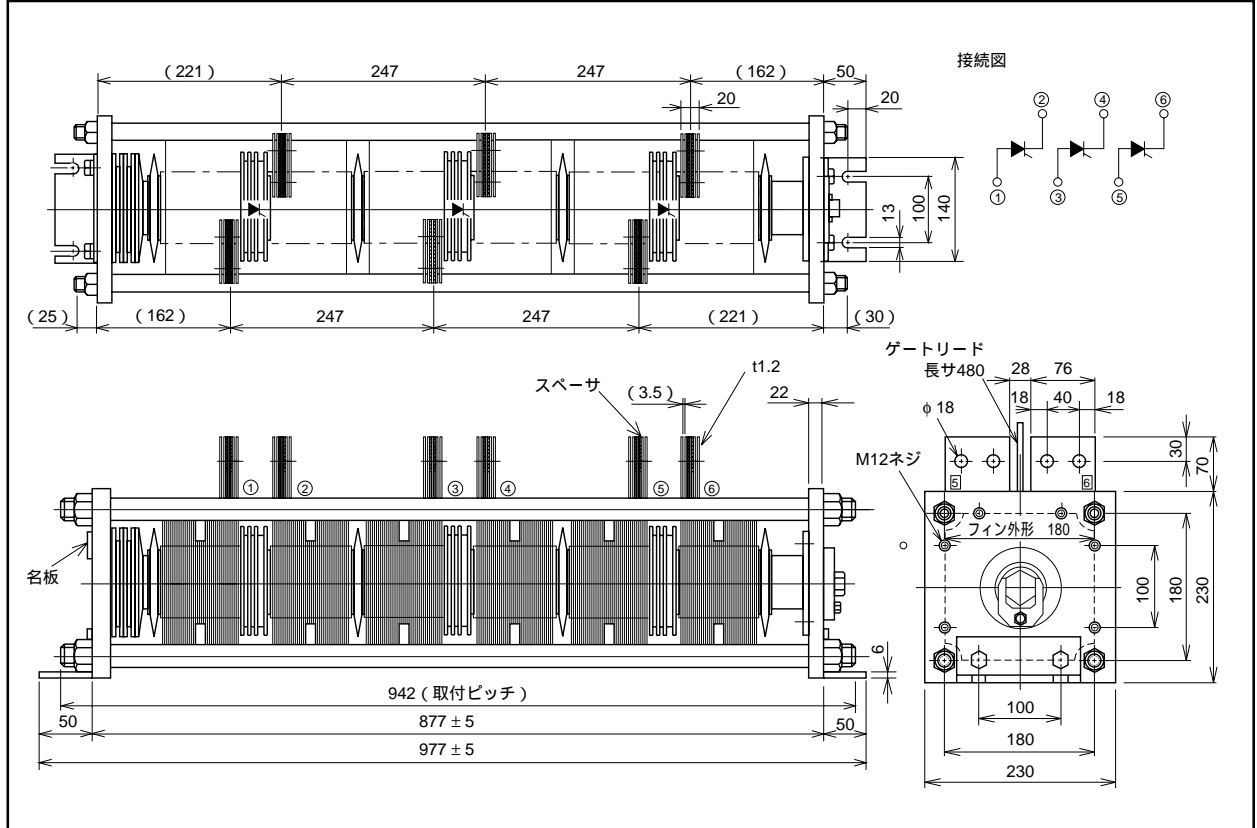 接続図
(221)
247
247
(162)
50
20
20
② ④ ⑥
① ③ ⑤
13
100
140
(25)
(162)
247
247
(221)
(30)
ゲートリード
長サ480
スペーサ
(3.5)
t1.2
22
28
76
18
40
18
φ18
30
70
M12ネジ
5
6
① ② ③ ④ ⑤ ⑥
フィン外形 180
名板
100
180
230
6
942(取付ピッチ)
50
877±5
50
977±5
100
180
230